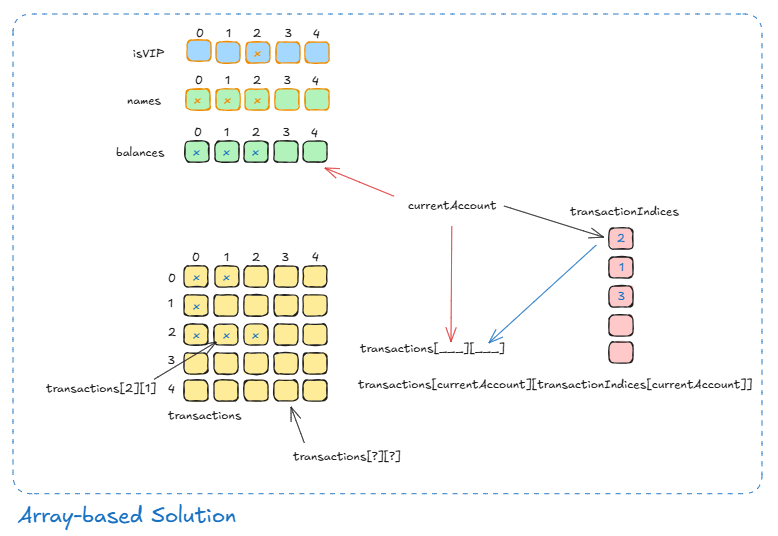 0 1 2 3 4
isVIP x
0 1 2 3 4
names x x x
0 1 2 3 4
balances x x x
currentAccount
transactionIndices
2
1
3
0 1 2 3 4
0 x x
1 x
2 x x x
3
4
transactions[___][___]
transactions[2][1]
transactions[currentAccount][transactionIndices[currentAccount]]
transactions
transactions[?][?]
Array-based Solution